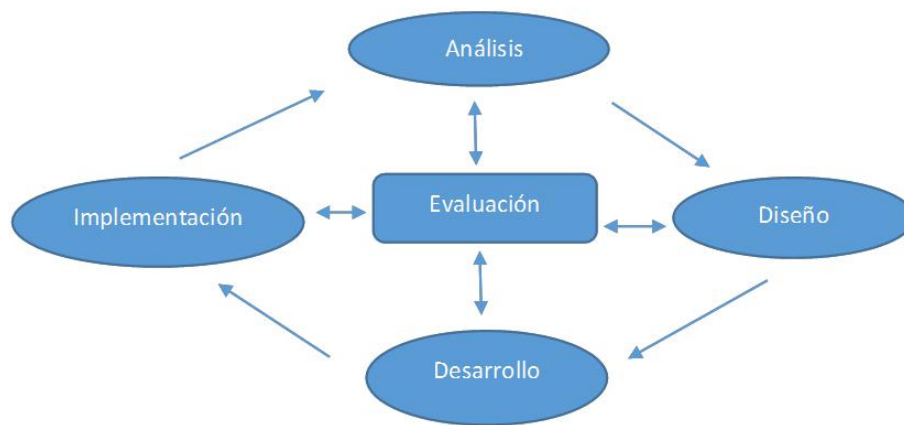 Análisis
Implementación
Evaluación
Diseño
Desarrollo